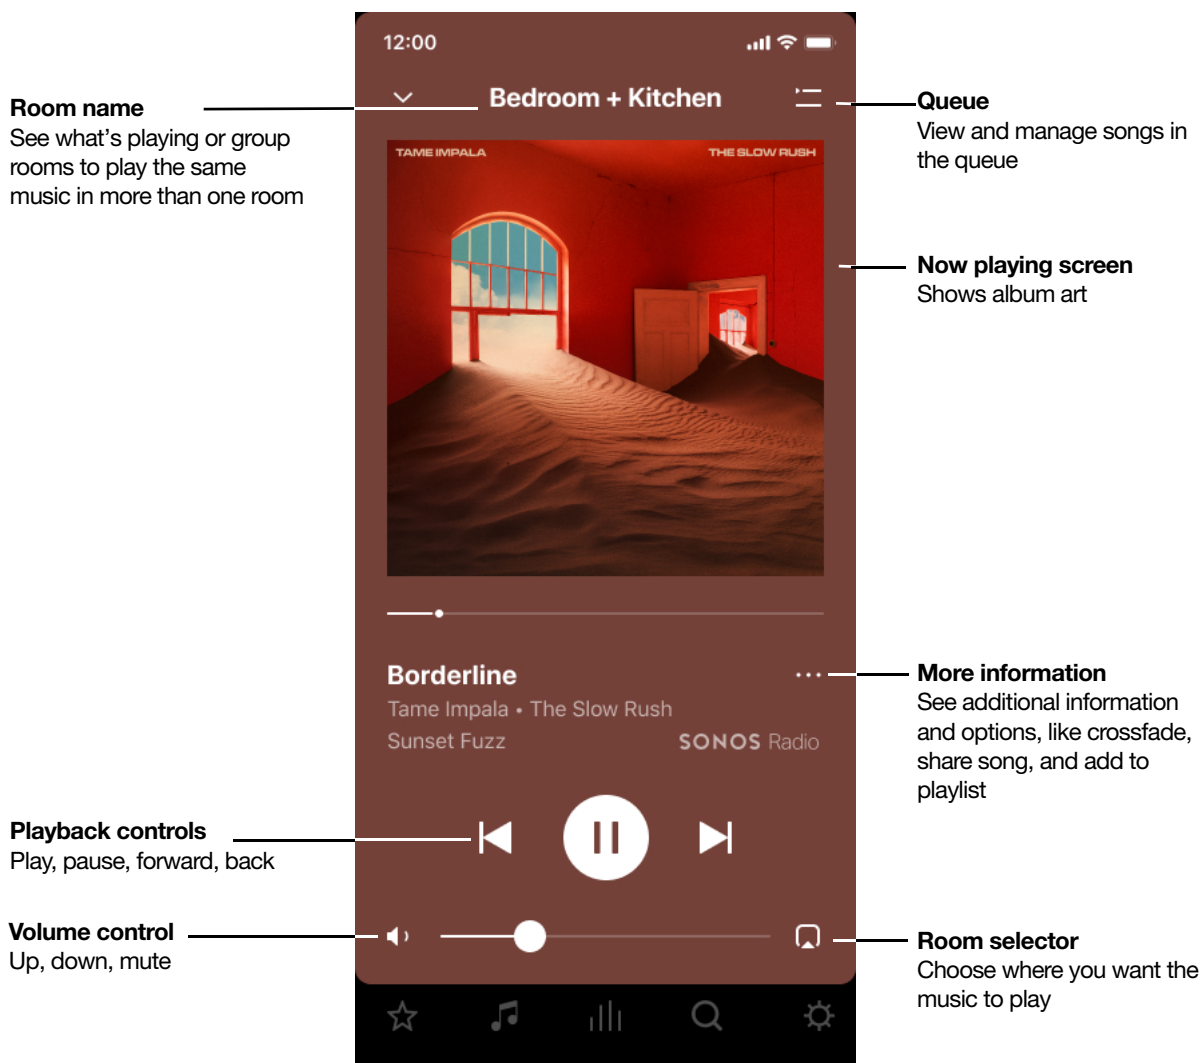 12:00
Bedroom + Kitchen
Room name
See what's playing or group
rooms to play the same
music in more than one room
Queue
View and manage songs in
the queue
TAME IMPALA
THE SLOW RUSH
Now playing screen
Shows album art
Borderline
Tame Impala • The Slow Rush
Sunset Fuzz
SONOS Radio
More information
See additional information
and options, like crossfade,
share song, and add to
playlist
Playback controls
Play, pause, forward, back
Volume control
Up, down, mute
Room selector
Choose where you want the
music to play